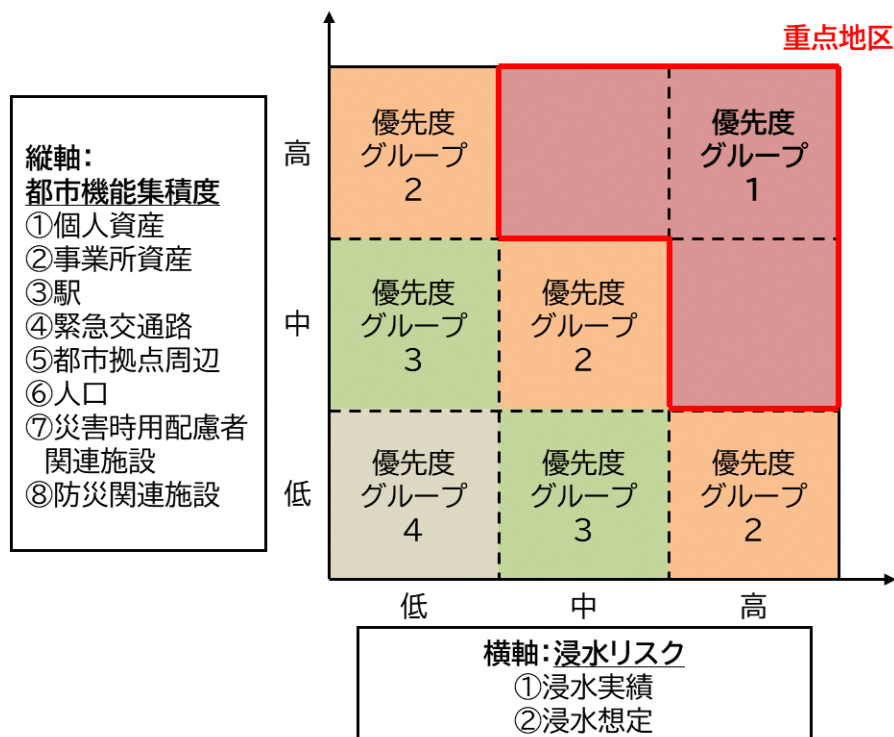 重点地区
縦軸：
都市機能集積度
①個人資産
②事業所資産
③駅
④緊急交通路
⑤都市拠点周辺
⑥人口
⑦災害時用配慮者
関連施設
⑧防災関連施設
高
中
低
優先度
グループ
2
優先度
グループ
1
優先度
グループ
3
優先度
グループ
2
優先度
グループ
4
優先度
グループ
3
優先度
グループ
2
低
中
高
横軸：浸水リスク
①浸水実績
②浸水想定